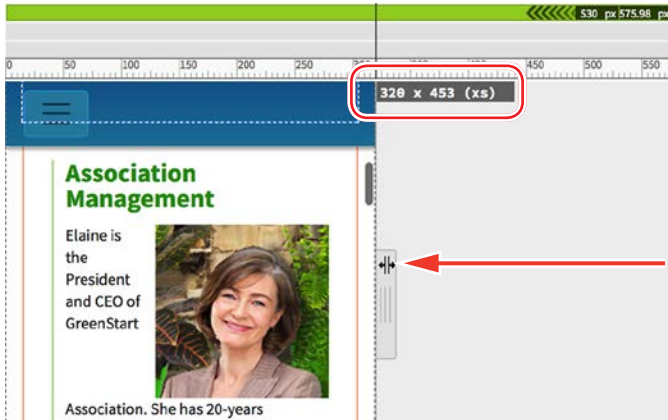 530 px 575.98 px
0 50 100 150 200 250 450 500 550
320 x 453 (xs)
Association
Management
Elaine is
the
President
and CEO of
GreenStart
Association. She has 20-years